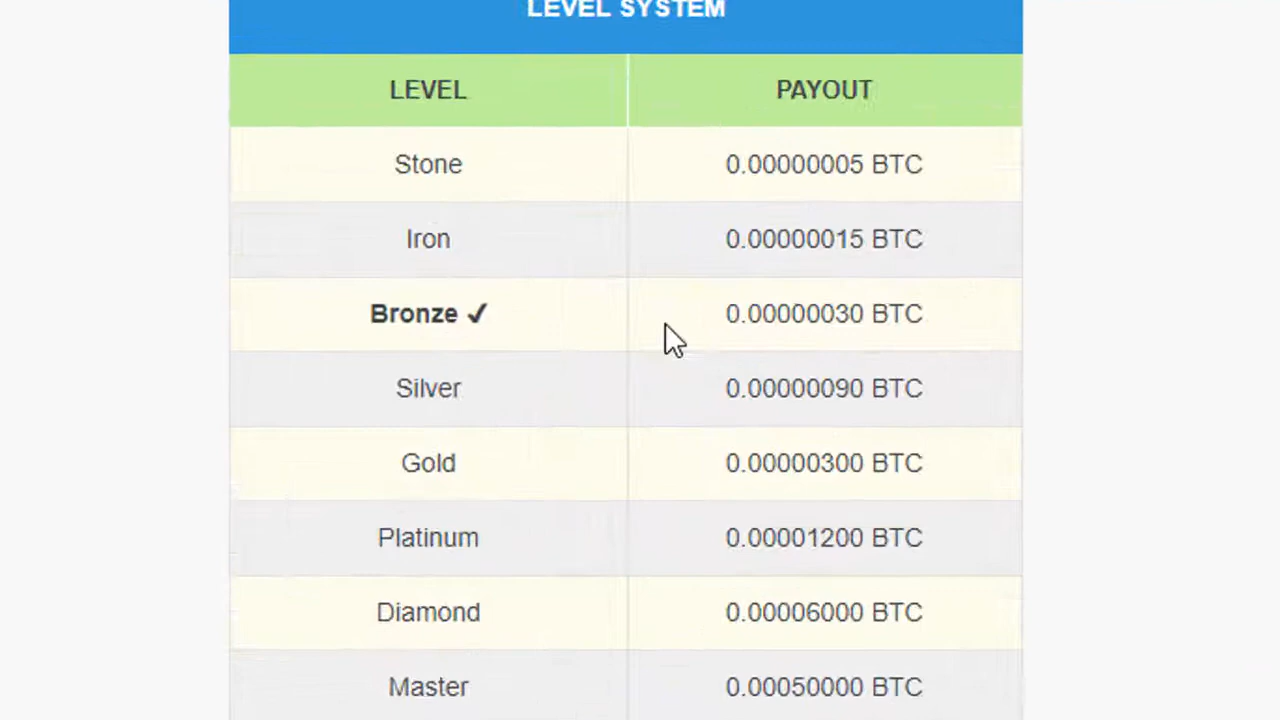 LEVEL SYSTEM
LEVEL PAYOUT
Stone 0.00000005 BTC
Iron 0.00000015 BTC
Bronze ✓ 0.00000030 BTC
Silver 0.00000090 BTC
Gold 0.00000300 BTC
Platinum 0.00001200 BTC
Diamond 0.00006000 BTC
Master 0.00050000 BTC